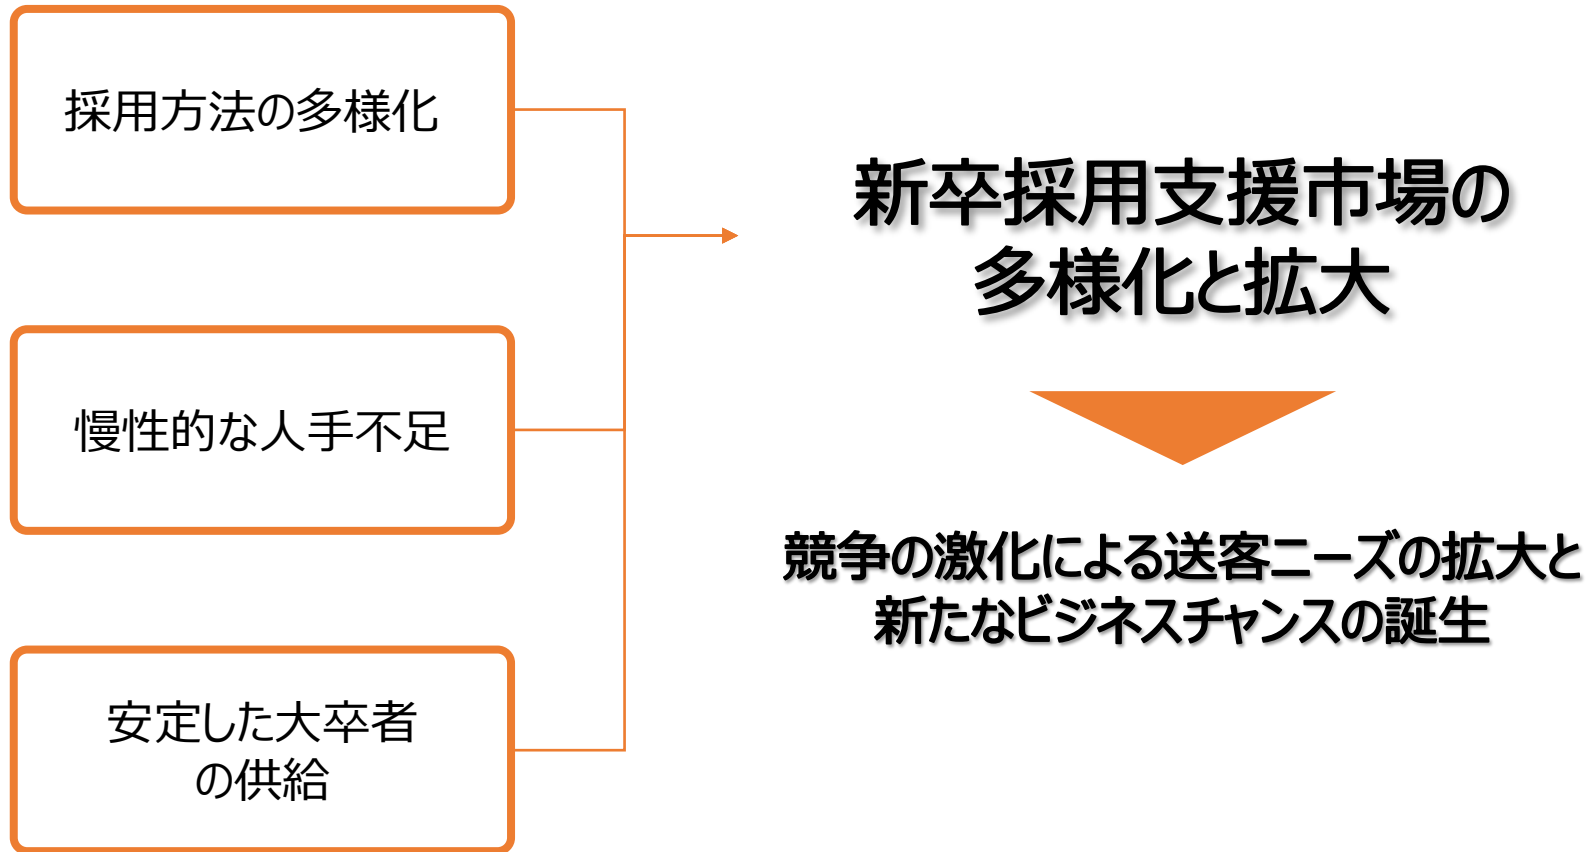 採用方法の多様化
慢性的な人手不足
安定した大卒者
の供給
新卒採用支援市場の
多様化と拡大
競争の激化による送客ニーズの拡大と
新たなビジネスチャンスの誕生